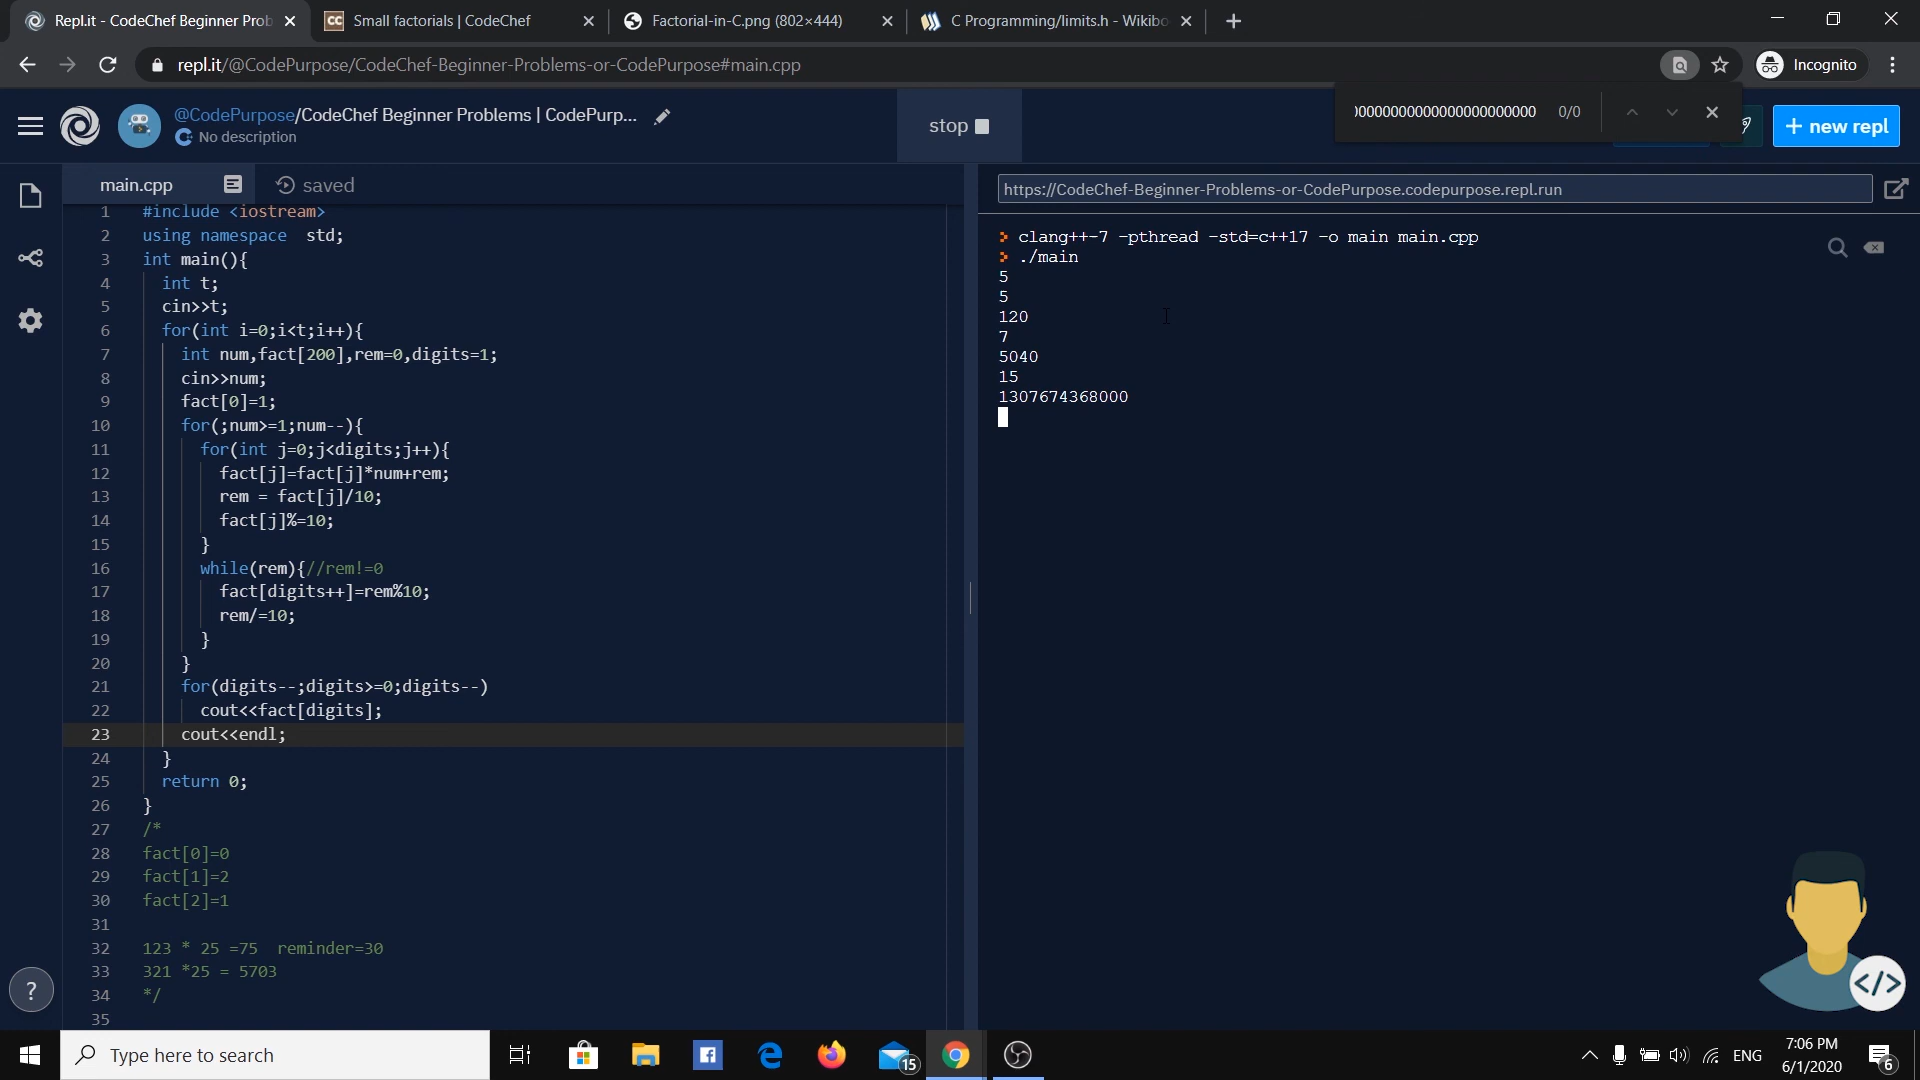 Repl.it - CodeChef Beginner Prob
Small factorials | CodeChef
Factorial-in-C.png (802×444)
C Programming/limits.h - Wikibo
repl.it/@CodePurpose/CodeChef-Beginner-Problems-or-CodePurpose#main.cpp
Incognito
@CodePurpose/CodeChef Beginner Problems | CodePurp...
No description
stop
0/0
+ new repl
main.cpp
saved
https://CodeChef-Beginner-Problems-or-CodePurpose.codepurpose.repl.run
1 #include <iostream>
2 using namespace  std;
3 int main(){
4 int t;
5 cin>>t;
6 for(int i=0;i<t;i++){
7 int num,fact[200],rem=0,digits=1;
8 cin>>num;
9 fact[0]=1;
10 for(;num>=1;num--){
11 for(int j=0;j<digits;j++){
12 fact[j]=fact[j]*num+rem;
13 rem = fact[j]/10;
14 fact[j]%=10;
15 }
16 while(rem){//rem!=0
17 fact[digits++]=rem%10;
18 rem/=10;
19 }
20 }
21 for(digits--;digits>=0;digits--)
22 cout<<fact[digits];
23 cout<<endl;
24 }
25 return 0;
26 }
27 /*
28 fact[0]=0
29 fact[1]=2
30 fact[2]=1
31
32 123 * 25 =75  reminder=30
33 321 *25 = 5703
34 */
35
> clang++-7 -pthread -std=c++17 -o main main.cpp
> ./main
5
5
120
7
5040
15
1307674368000
</>
?
Type here to search
15
ENG
7:06 PM
6/1/2020
6